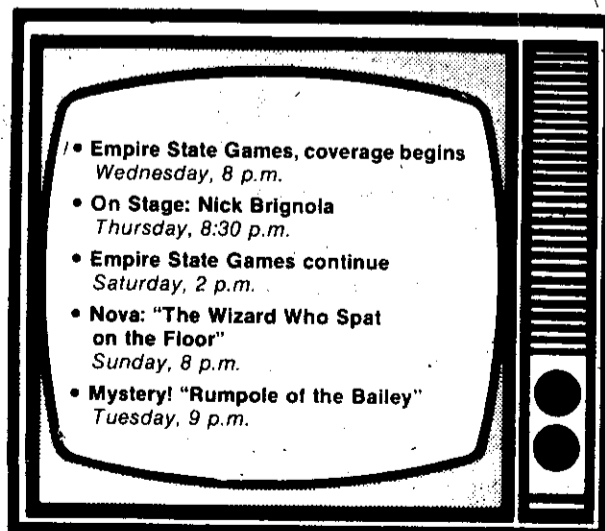 • Empire State Games, coverage begins
Wednesday, 8 p.m.
• On Stage: Nick Brignola
Thursday, 8:30 p.m.
• Empire State Games continue
Saturday, 2 p.m.
• Nova: "The Wizard Who Spat
on the Floor"
Sunday, 8 p.m.
• Mystery! "Rumpole of the Bailey"
Tuesday, 9 p.m.